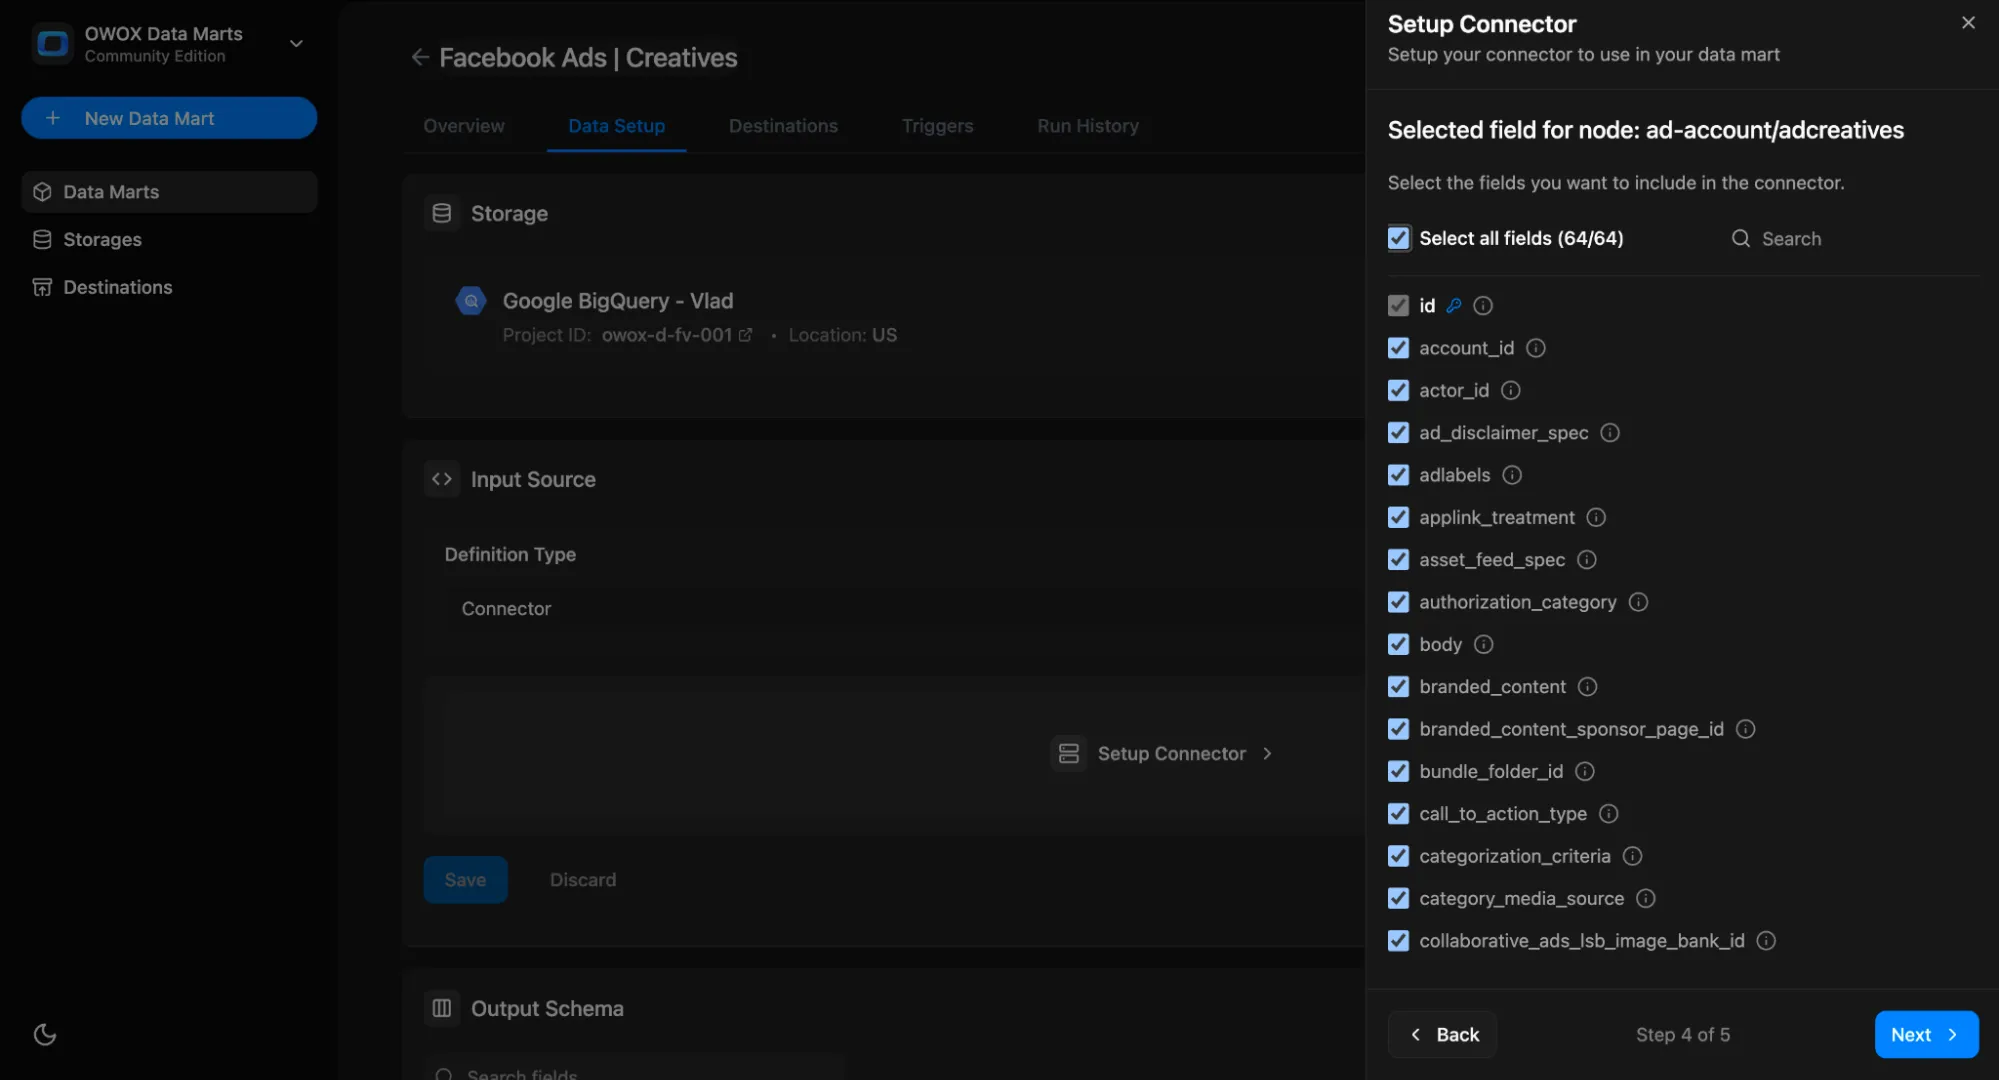 OWOX Data Marts
Community Edition
New Data Mart
Data Marts
Storages
Destinations
Facebook Ads | Creatives
Overview
Data Setup
Destinations
Triggers
Run History
Storage
Google BigQuery - Vlad
Project ID: owox-d-fv-001 • Location: US
Input Source
Definition Type
Connector
Setup Connector
Save
Discard
Output Schema
Search fields
Setup Connector
Setup your connector to use in your data mart
Selected field for node: ad-account/adcreatives
Select the fields you want to include in the connector.
Select all fields (64/64)
Search
id
account_id
actor_id
ad_disclaimer_spec
adlabels
applink_treatment
asset_feed_spec
authorization_category
body
branded_content
branded_content_sponsor_page_id
bundle_folder_id
call_to_action_type
categorization_criteria
category_media_source
collaborative_ads_lsb_image_bank_id
Back
Step 4 of 5
Next